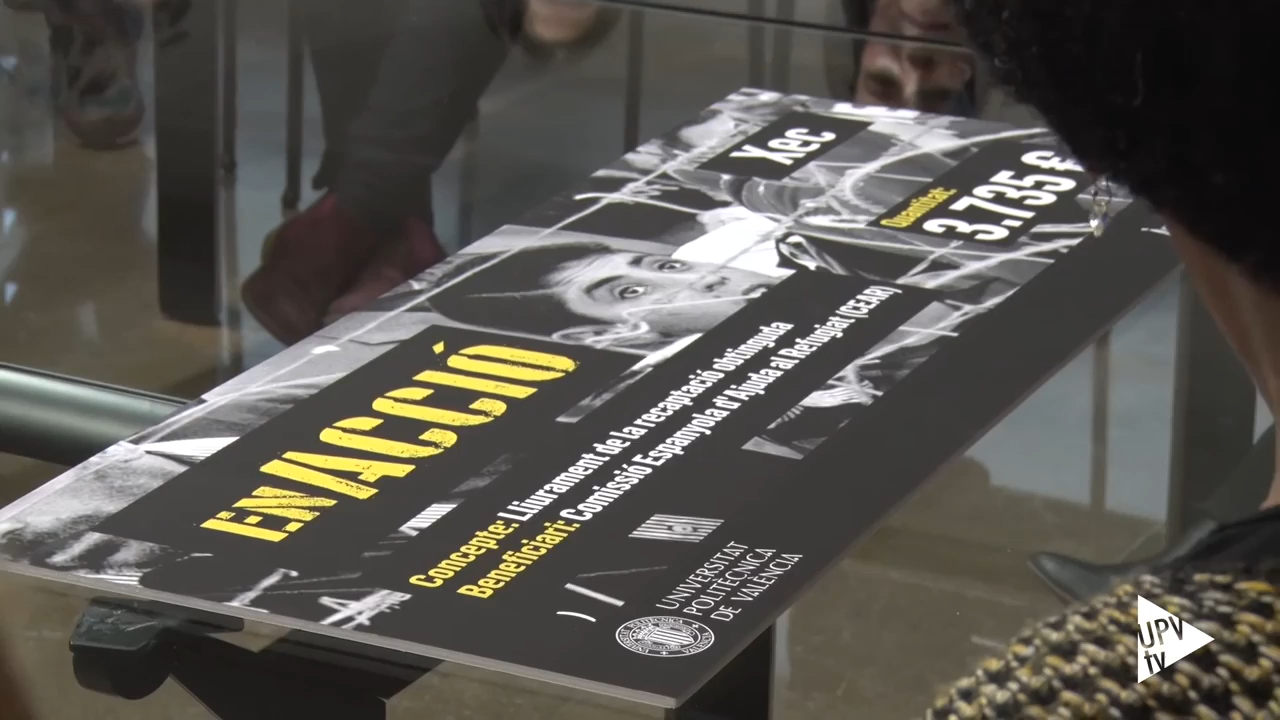 Xec
Quantitat:
3.735 €
EN ACCIÓ
Concepte: Lliurament de la recaptació obtinguda
Beneficiari: Comissió Espanyola d'Ajuda al Refugiat (CEAR)
UNIVERSITAT
POLITÈCNICA
DE VALÈNCIA
UPV
tv